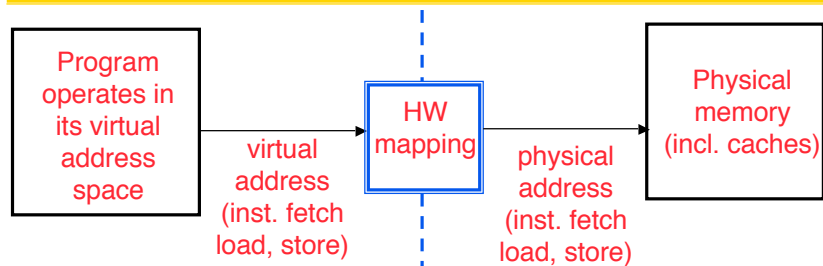 Program
operates in
its virtual
address
space
virtual
address
(inst. fetch
load, store)
HW
mapping
physical
address
(inst. fetch
load, store)
Physical
memory
(incl. caches)